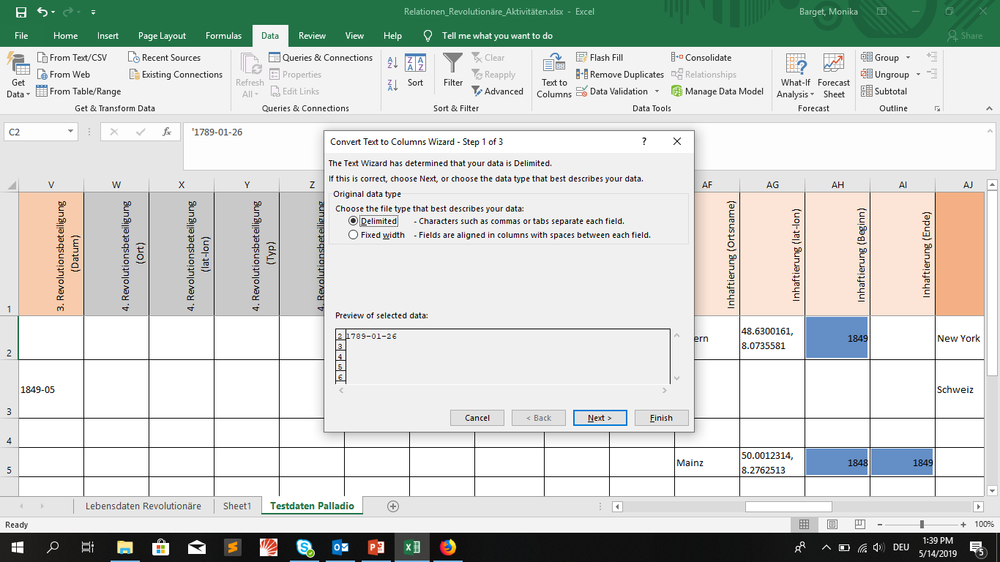 Relationen_Revolutionäre_Aktivitäten.xlsx - Excel
Barget, Monika
File Home Insert Page Layout Formulas Data Review View Help Tell me what you want to do Share
Get Data
From Text/CSV
From Web
From Table/Range
Recent Sources
Existing Connections
Get & Transform Data
Refresh All
Queries & Connections
Properties
Edit Links
Queries & Connections
Sort
Filter
Clear
Reapply
Advanced
Sort & Filter
Text to Columns
Flash Fill
Remove Duplicates
Data Validation
Consolidate
Relationships
Manage Data Model
Data Tools
What-If Analysis
Forecast Sheet
Forecast
Group
Ungroup
Subtotal
Outline
C2
fx
'1789-01-26
V W X Y Z AF AG AH AI AJ
1
3. Revolutionsbeteiligung (Datum)
4. Revolutionsbeteiligung (Ort)
4. Revolutionsbeteiligung (lat-lon)
4. Revolutionsbeteiligung (Typ)
Inhaftierung (Ortsname)
Inhaftierung (lat-lon)
Inhaftierung (Beginn)
Inhaftierung (Ende)
2
ern
48.6300161,
8.0735581
1849
New York
3
1849-05
Schweiz
4
5
Mainz
50.0012314,
8.2762513
1848
1849
Convert Text to Columns Wizard - Step 1 of 3
?
The Text Wizard has determined that your data is Delimited.
If this is correct, choose Next, or choose the data type that best describes your data.
Original data type
Choose the file type that best describes your data:
Delimited - Characters such as commas or tabs separate each field.
Fixed width - Fields are aligned in columns with spaces between each field.
Preview of selected data:
2 1789-01-26
3
4
5
6
Cancel < Back Next > Finish
Lebensdaten Revolutionäre Sheet1 Testdaten Palladio
Ready
100%
DEU
1:39 PM
5/14/2019
5